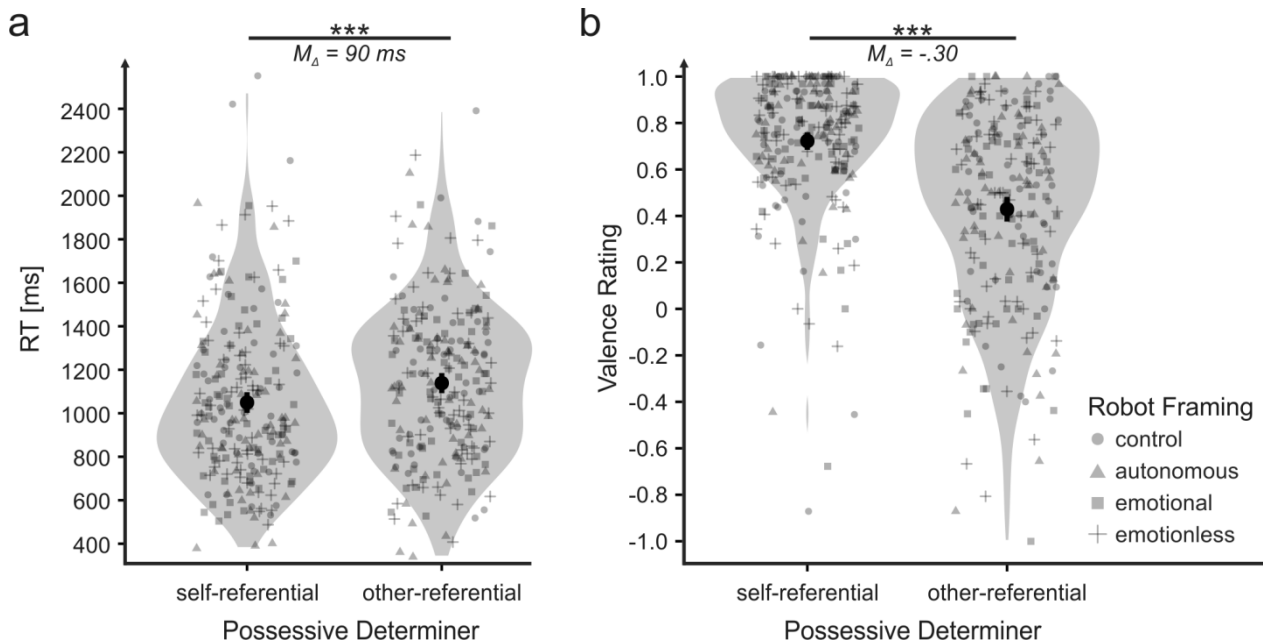 a
***
M_Δ = 90 ms
RT [ms]
2400
2200
2000
1800
1600
1400
1200
1000
800
600
400
self-referential other-referential
Possessive Determiner
b
***
M_Δ = -.30
Valence Rating
1.0
0.8
0.6
0.4
0.2
0
-0.2
-0.4
-0.6
-0.8
-1.0
Robot Framing
control
autonomous
emotional
emotionless
self-referential other-referential
Possessive Determiner